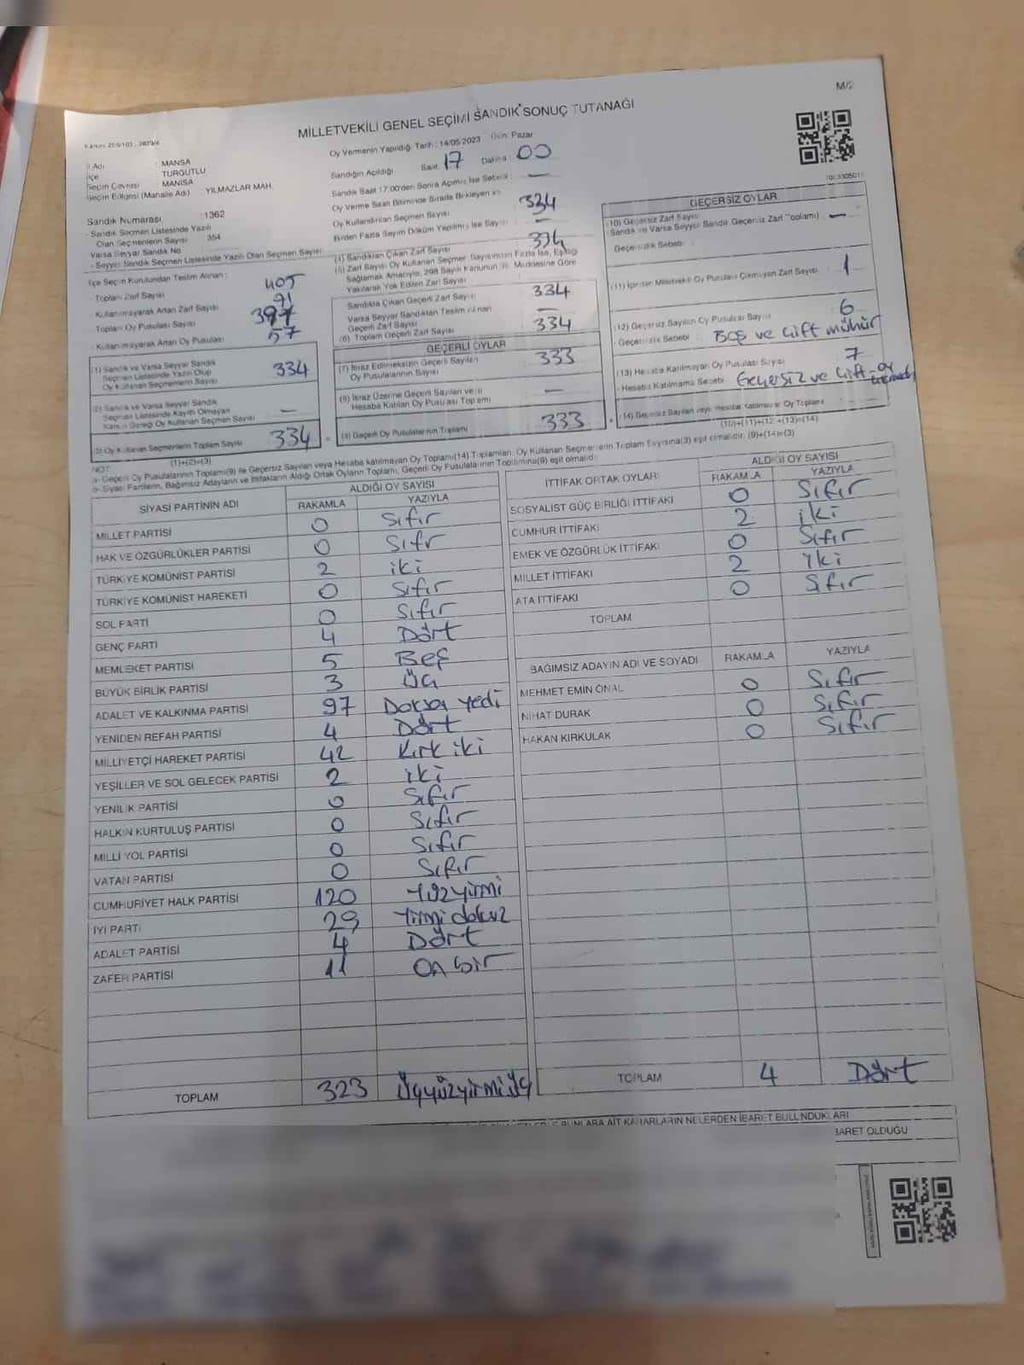 M/2
MİLLETVEKİLİ GENEL SEÇİMİ SANDIK SONUÇ TUTANAĞI
İl Adı : MANİSA
İlçe : TURGUTLU
Seçim Çevresi : MANİSA
Seçim Bölgesi (Mahalle Adı) YILMAZLAR MAH.
Sandık Numarası : 1362
Sandık Seçmen Listesinde Yazılı
Olan Seçmenlerin Sayısı 354
Varsa Seyyar Sandık No
Seyyar Sandık Seçmen Listesinde Yazılı Olan Seçmen Sayısı
İlçe Seçim Kurulundan Teslim Alınan :
Toplam Zarf Sayısı 405
Kullanılmayarak Artan Zarf Sayısı 91
Toplam Oy Pusulası Sayısı 397
Kullanılmayarak Artan Oy Pusulası 57
(1) Sandık ve Varsa Seyyar Sandık
Seçmen Listesinde Yazılı Olup
Oy Kullanan Seçmenlerin Sayısı 334
(2) Sandık ve Varsa Seyyar Sandık
Seçmen Listesinde Kayıtlı Olmayan
Kanun Gereği Oy Kullanan Seçmen Sayısı —
(3) Oy Kullanan Seçmenlerin Toplam Sayısı 334
(1)+(2)=(3)
Oy Vermenin Yapıldığı Tarih : 14/05/2023 Gün: Pazar
Sandığın Açıldığı Saat: 17 Dakika : 00
Sandık Saat 17:00'den Sonra Açılmış İse Sebebi : —
Oy Verme Saati Bitiminde Sırada Bekleyen
Oy Kullandırılan Seçmen Sayısı 334
Birden Fazla Seçim Döküm Yapılmış İse Sayısı : —
(4) Sandıktan Çıkan Zarf Sayısı 334
(5) Zarf Sayısı Oy Kullanan Seçmen Sayısından Fazla İse, Eşitliği
Sağlamak Amacıyla, 298 Sayılı Kanunun Maddesine Göre
Yakılarak Yok Edilen Zarf Sayısı
Sandıkta Çıkan Geçerli Zarf Sayısı 334
Varsa Seyyar Sandıktan Teslim Alınan
Geçerli Zarf Sayısı —
(6) Toplam Geçerli Zarf Sayısı 334
GEÇERLİ OYLAR
(7) İtiraz Edilmeksizin Geçerli Sayılan
Oy Pusulalarının Sayısı 333
(8) İtiraz Üzerine Geçerli Sayılan ve
Hesaba Katılan Oy Pusulası Toplamı —
(9) Geçerli Oy Pusulalarının Toplamı 333
GEÇERSİZ OYLAR
(10) Geçersiz Zarf Sayısı
Sandık ve Varsa Seyyar Sandık Geçersiz Zarf Toplamı) —
Geçersizlik Sebebi
(11) İçinden Milletvekili Oy Pusulası Çıkmayan Zarf Sayısı : 1
(12) Geçersiz Sayılan Oy Pusulası Sayısı : 6
Geçersizlik Sebebi : Boş ve Çift mühür
(13) Hesaba Katılmayan Oy Pusulası Sayısı : 7
Hesaba Katılmama Sebebi : Geçersiz ve Çift oy
(14) Geçersiz Sayılan veya Hesaba Katılmayan Oy Toplamı
(10)+(11)+(12)+(13)=(14)
NOT:
a- Geçerli Oy Pusulalarının Toplamı(9) ile Geçersiz Sayılan veya Hesaba katılmayan Oy Toplamı(14) Toplamları, Oy Kullanan Seçmenlerin Toplam Sayısına(3) eşit olmalıdır. (9)+(14)=(3)
b- Siyasi Partilerin, Bağımsız Adayların ve İttifakların Aldığı Ortak Oyların Toplamı, Geçerli Oy Pusulalarının Toplamına(9) eşit olmalıdır
SİYASİ PARTİNİN ADI ALDIĞI OY SAYISI
RAKAMLA YAZIYLA
MİLLET PARTİSİ 0 Sıfır
HAK VE ÖZGÜRLÜKLER PARTİSİ 0 Sıfr
TÜRKİYE KOMÜNİST PARTİSİ 2 iki
TÜRKİYE KOMÜNİST HAREKETİ 0 Sıfır
SOL PARTİ 0 Sıfır
GENÇ PARTİ 4 Dört
MEMLEKET PARTİSİ 5 Beş
BÜYÜK BİRLİK PARTİSİ 3 Üç
ADALET VE KALKINMA PARTİSİ 97 Doksan yedi
YENİDEN REFAH PARTİSİ 4 Dört
MİLLİYETÇİ HAREKET PARTİSİ 42 Kırk iki
YEŞİLLER VE SOL GELECEK PARTİSİ 2 iki
YENİLİK PARTİSİ 0 Sıfır
HALKIN KURTULUŞ PARTİSİ 0 Sıfır
MİLLİ YOL PARTİSİ 0 Sıfır
VATAN PARTİSİ 0 Sıfır
CUMHURİYET HALK PARTİSİ 120 Yüzyirmi
İYİ PARTİ 29 Yirmi dokuz
ADALET PARTİSİ 4 Dört
ZAFER PARTİSİ 11 On bir
TOPLAM 323 Üçyüzyirmiüç
İTTİFAK ORTAK OYLARI ALDIĞI OY SAYISI
RAKAMLA YAZIYLA
SOSYALİST GÜÇ BİRLİĞİ İTTİFAKI 0 Sıfır
CUMHUR İTTİFAKI 2 iki
EMEK VE ÖZGÜRLÜK İTTİFAKI 0 Sıfır
MİLLET İTTİFAKI 2 iki
ATA İTTİFAKI 0 Sıfır
TOPLAM
BAĞIMSIZ ADAYIN ADI VE SOYADI RAKAMLA YAZIYLA
MEHMET EMİN ÖNAL 0 Sıfır
NİHAT DURAK 0 Sıfır
HAKAN KIRKULAK 0 Sıfır
TOPLAM 4 Dört
BUNLARA AİT KARARLARIN NELERDEN İBARET BULUNDUKLARI
İBARET OLDUĞU